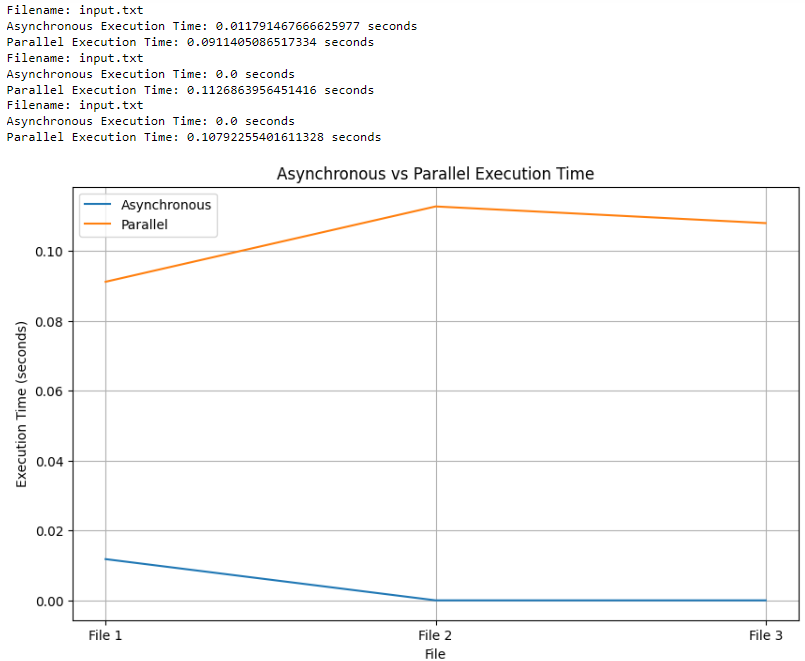 Filename: input.txt
Asynchronous Execution Time: 0.011791467666625977 seconds
Parallel Execution Time: 0.0911405086517334 seconds
Filename: input.txt
Asynchronous Execution Time: 0.0 seconds
Parallel Execution Time: 0.1126863956451416 seconds
Filename: input.txt
Asynchronous Execution Time: 0.0 seconds
Parallel Execution Time: 0.10792255401611328 seconds
Asynchronous vs Parallel Execution Time
Asynchronous
Parallel
0.10
0.08
0.06
0.04
0.02
0.00
Execution Time (seconds)
File 1
File 2
File 3
File